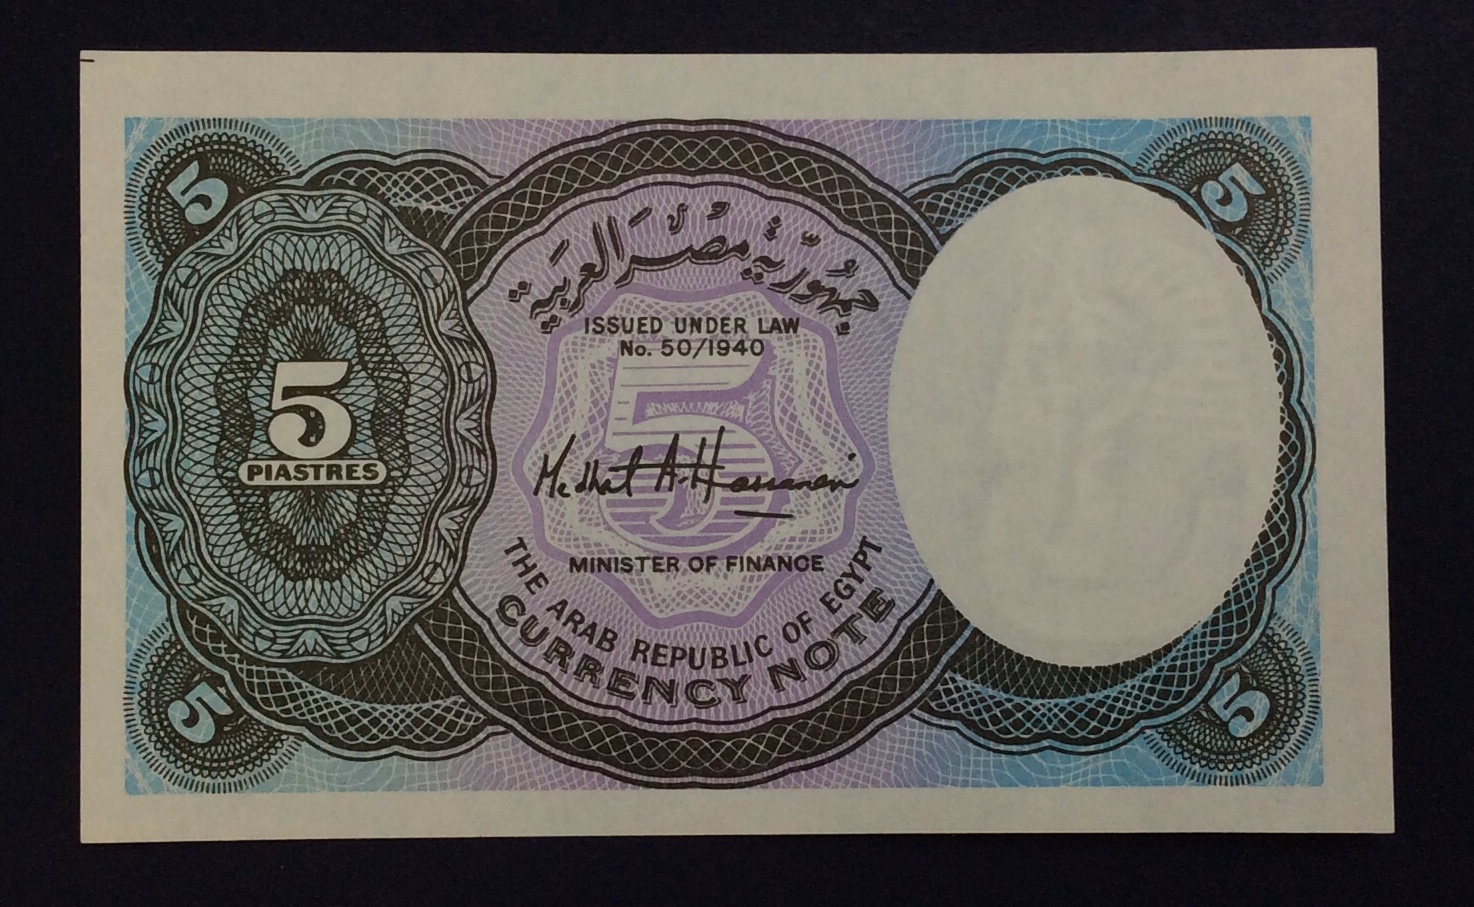 5
5
جمهورية مصر العربية
ISSUED UNDER LAW
No. 50/1940
5
5
PIASTRES
Medhat A. Hassanein
MINISTER OF FINANCE
THE ARAB REPUBLIC OF EGYPT
CURRENCY NOTE
5
5